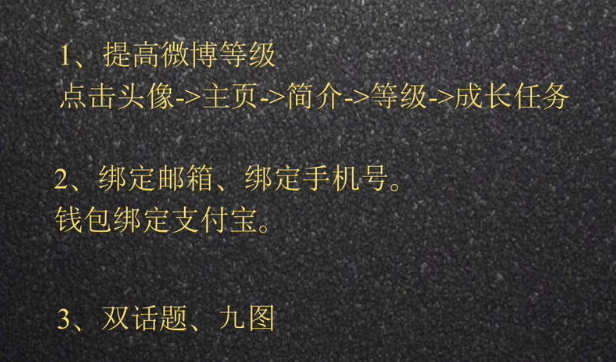 1、提高微博等级
点击头像->主页->简介->等级->成长任务
2、绑定邮箱、绑定手机号。
钱包绑定支付宝。
3、双话题、九图